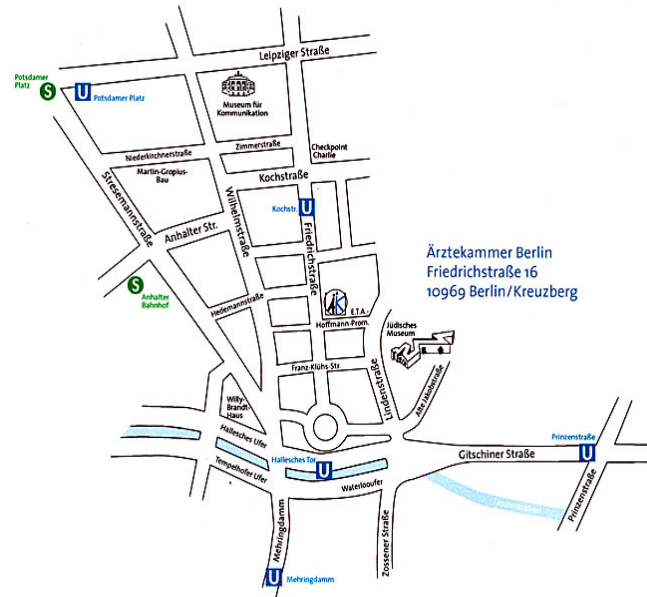 Leipziger Straße
Potsdamer
Platz
S
U
Potsdamer Platz
Museum für
Kommunikation
Niederkirchnerstraße
Zimmerstraße
Checkpoint
Charlie
Martin-Gropius-
Bau
Kochstraße
Stresemannstraße
Wilhelmstraße
Kochstr.
U
Friedrichstraße
Anhalter Str.
Ärztekammer Berlin
Friedrichstraße 16
10969 Berlin/Kreuzberg
S
Anhalter
Bahnhof
Hedemannstraße
E.T.A.-
Hoffmann-Prom.
Jüdisches
Museum
Franz-Klühs-Str.
Lindenstraße
Alte Jakobstraße
Willy-
Brandt-
Haus
Hallesches Ufer
Tempelhofer Ufer
Hallesches Tor
U
Waterlooufer
Gitschiner Straße
Prinzenstraße
U
Prinzenstraße
Mehringdamm
Zossener Straße
U
Mehringdamm